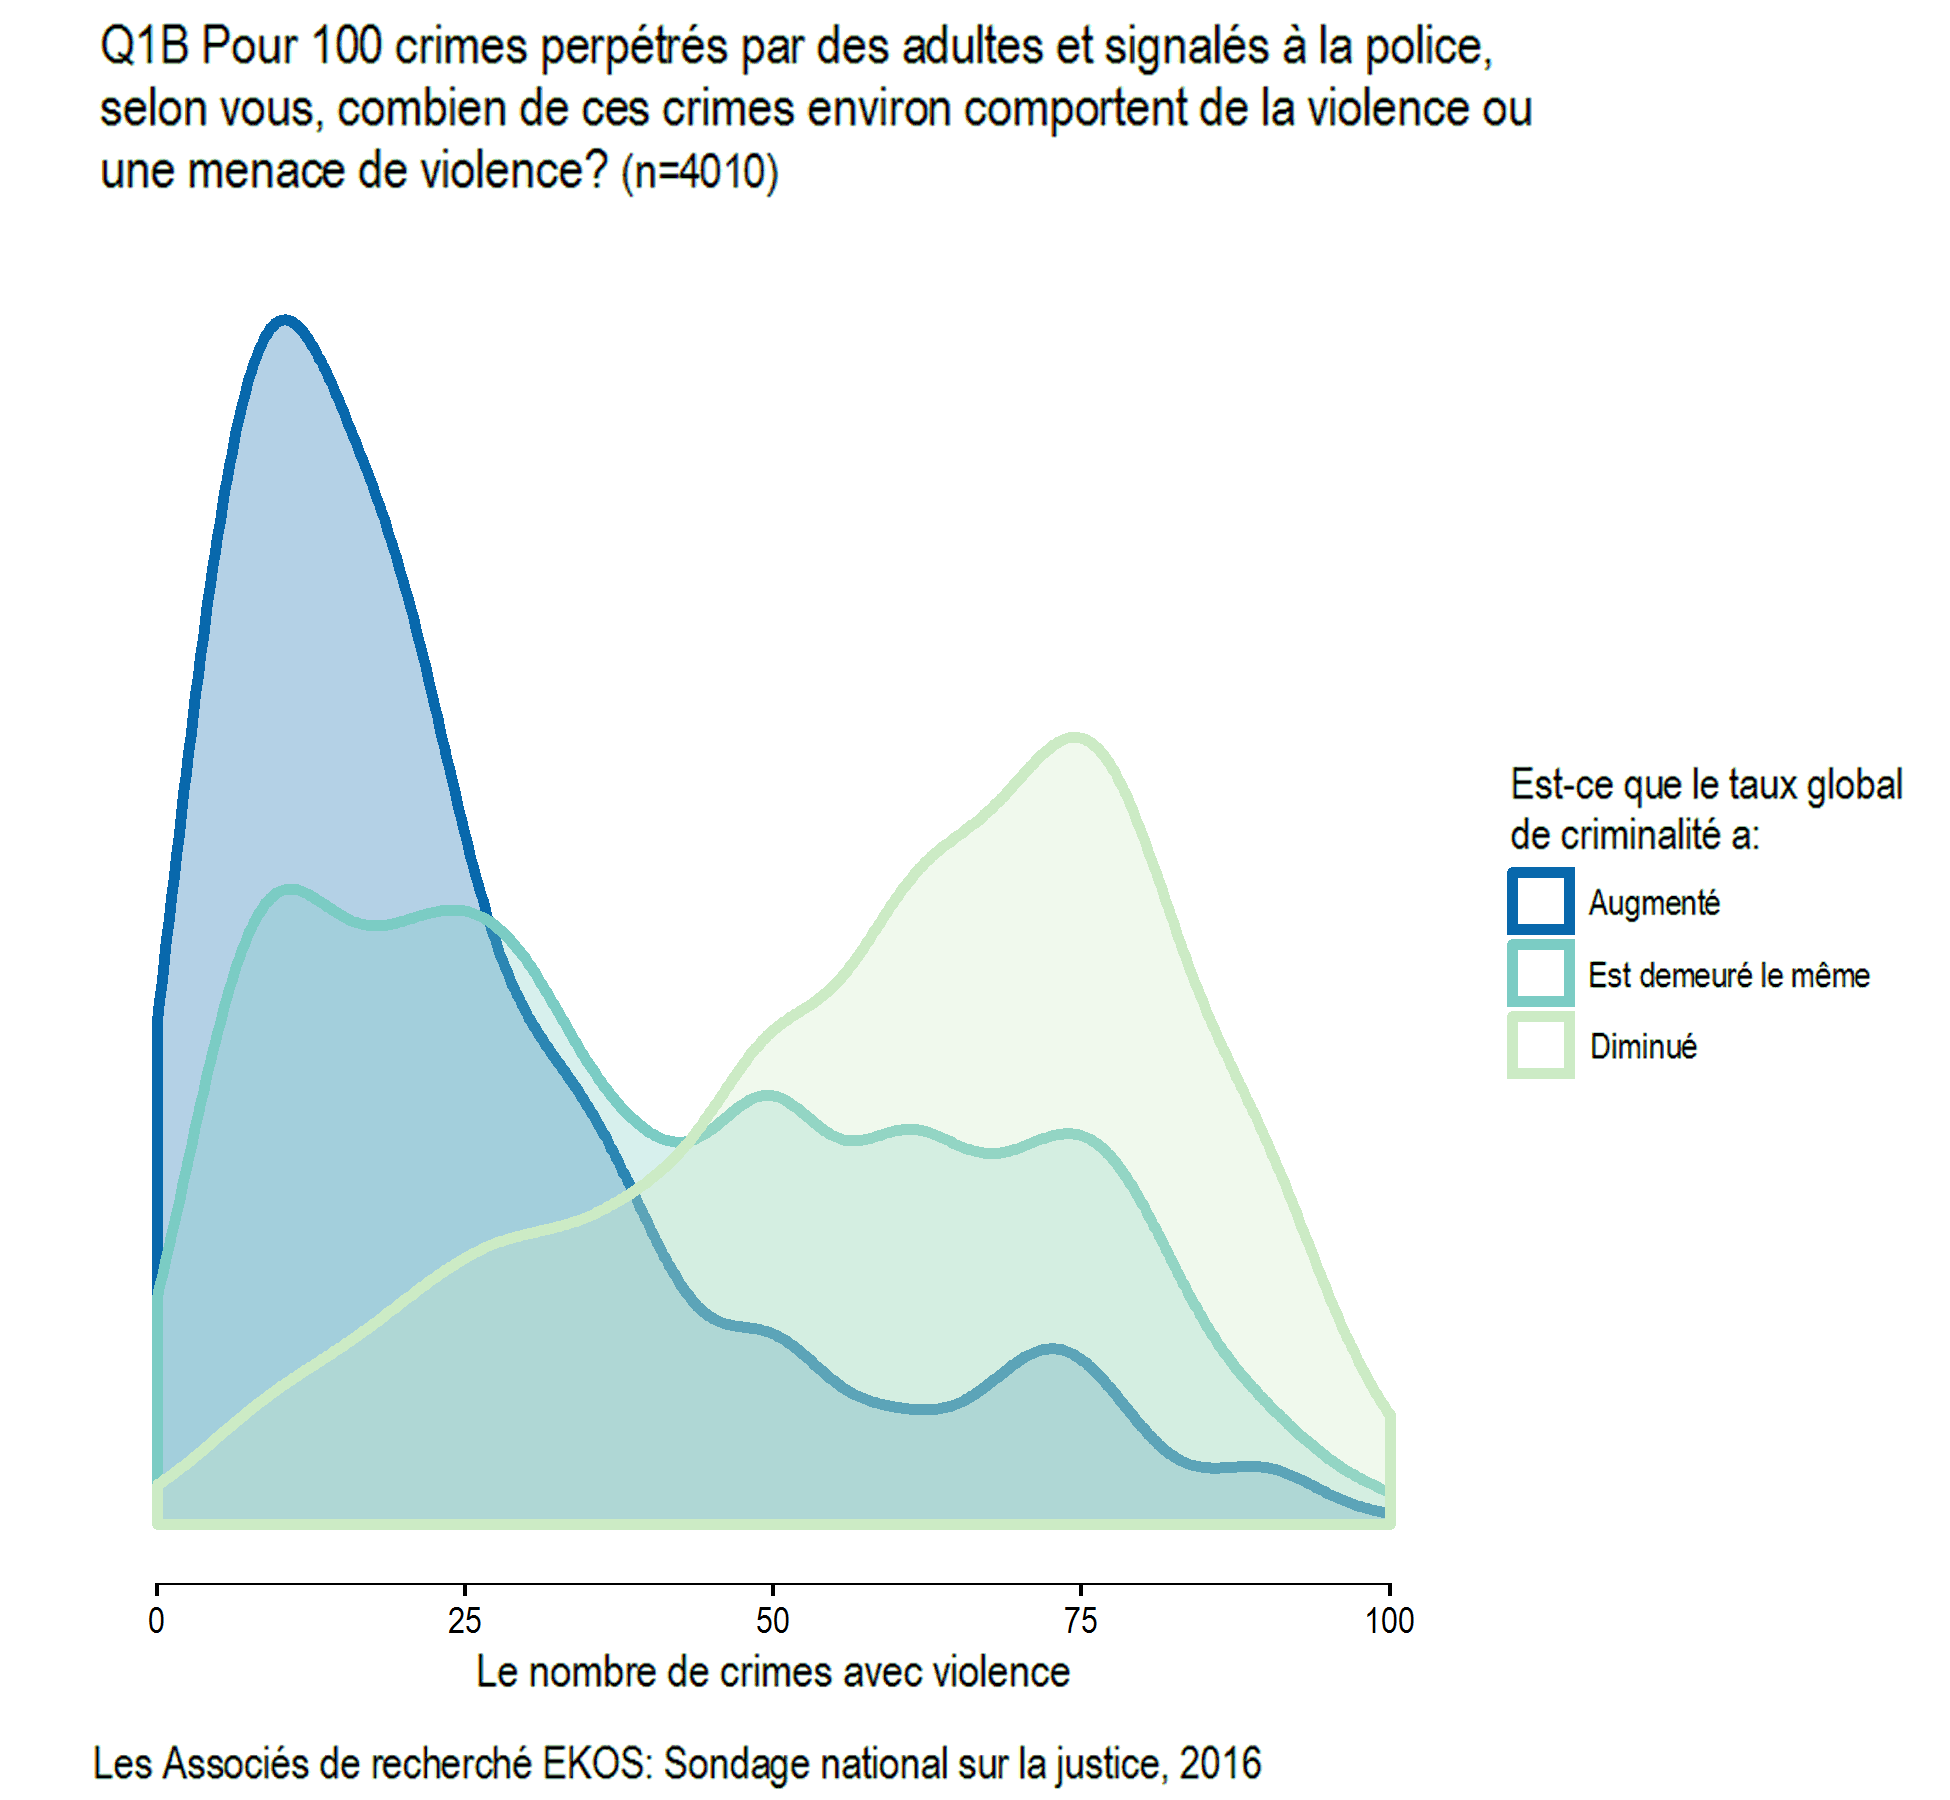 Q1B Pour 100 crimes perpétrés par des adultes et signalés à la police,
selon vous, combien de ces crimes environ comportent de la violence ou
une menace de violence? (n=4010)
Est-ce que le taux global
de criminalité a:
Augmenté
Est demeuré le même
Diminué
0 25 50 75 100
Le nombre de crimes avec violence
Les Associés de recherché EKOS: Sondage national sur la justice, 2016